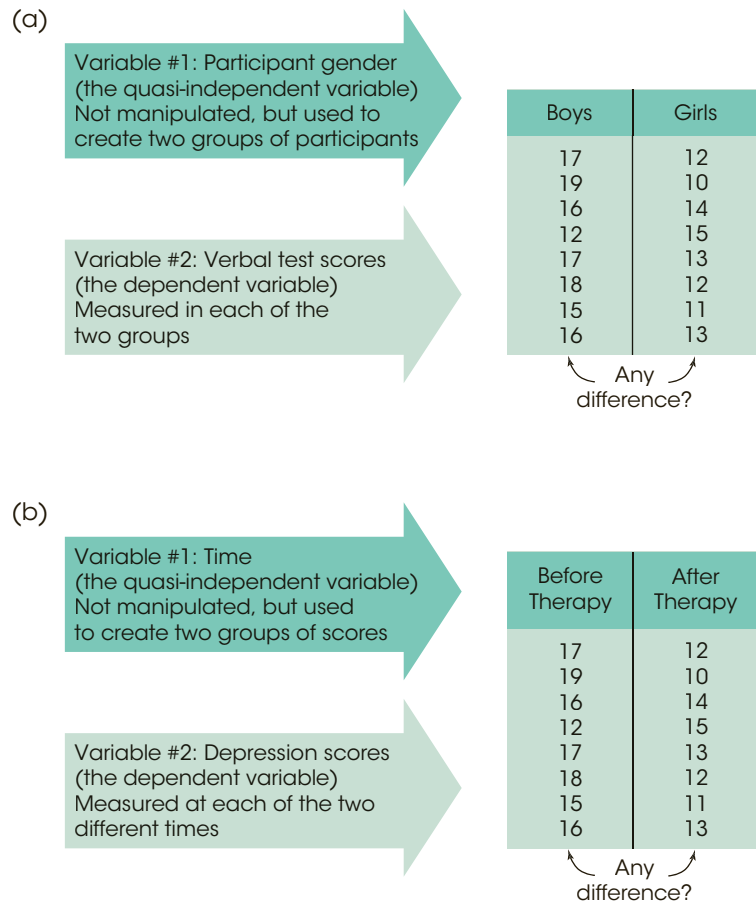 (a)
Variable #1: Participant gender
(the quasi-independent variable)
Not manipulated, but used to
create two groups of participants
Boys Girls
17 12
19 10
16 14
12 15
17 13
18 12
15 11
16 13
Variable #2: Verbal test scores
(the dependent variable)
Measured in each of the
two groups
Any
difference?
(b)
Variable #1: Time
(the quasi-independent variable)
Not manipulated, but used
to create two groups of scores
Before After
Therapy Therapy
17 12
19 10
16 14
12 15
17 13
18 12
15 11
16 13
Variable #2: Depression scores
(the dependent variable)
Measured at each of the two
different times
Any
difference?